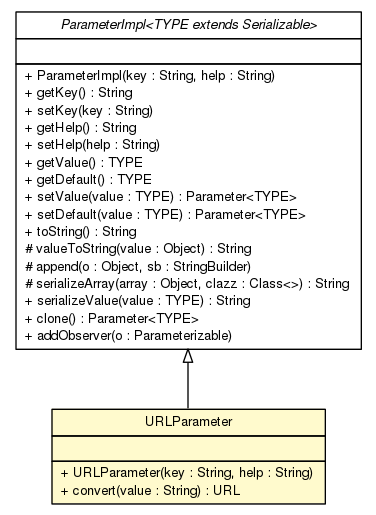 ParameterImpl<TYPE extends Serializable>
+ ParameterImpl(key : String, help : String)
+ getKey() : String
+ setKey(key : String)
+ getHelp() : String
+ setHelp(help : String)
+ getValue() : TYPE
+ getDefault() : TYPE
+ setValue(value : TYPE) : Parameter<TYPE>
+ setDefault(value : TYPE) : Parameter<TYPE>
+ toString() : String
# valueToString(value : Object) : String
# append(o : Object, sb : StringBuilder)
# serializeArray(array : Object, clazz : Class<>) : String
+ serializeValue(value : TYPE) : String
+ clone() : Parameter<TYPE>
+ addObserver(o : Parameterizable)
URLParameter
+ URLParameter(key : String, help : String)
+ convert(value : String) : URL